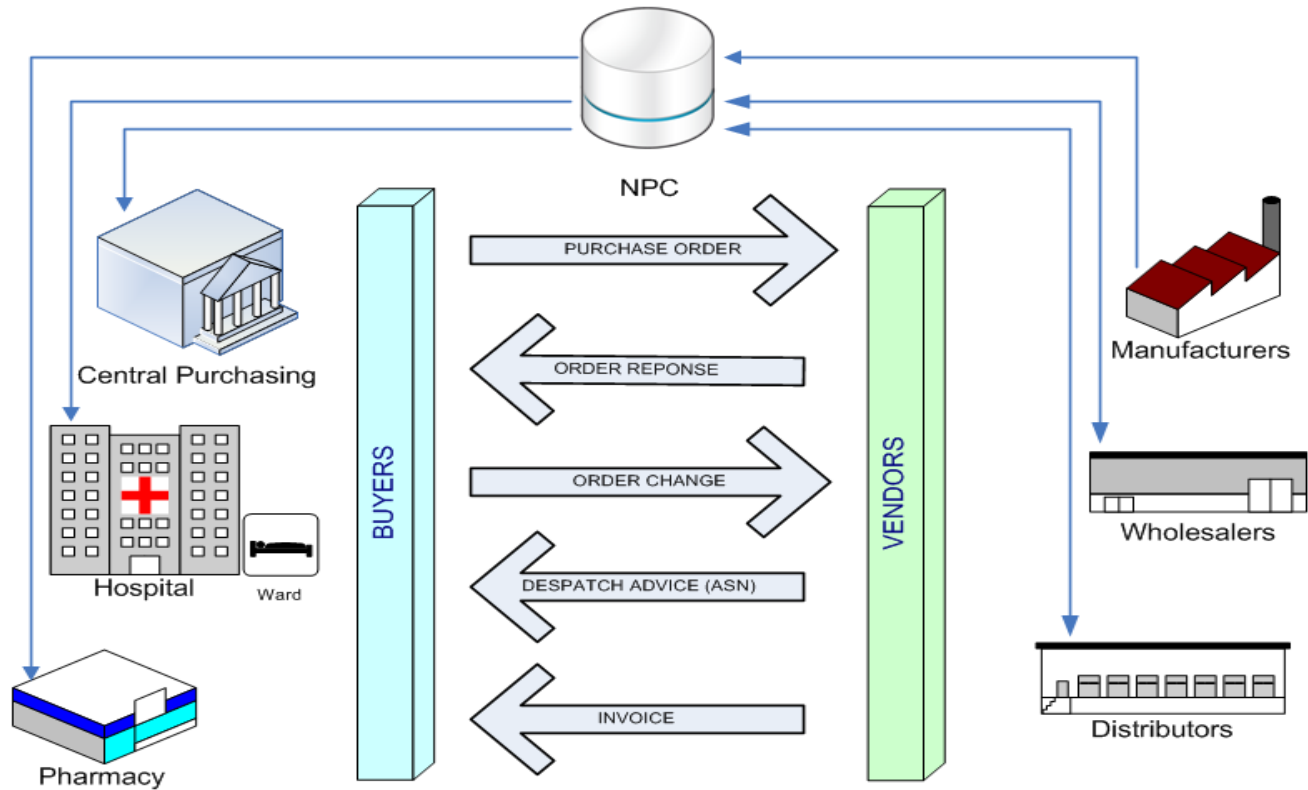 NPC
PURCHASE ORDER
ORDER REPONSE
ORDER CHANGE
DESPATCH ADVICE (ASN)
INVOICE
BUYERS
VENDORS
Central Purchasing
Hospital
Ward
Pharmacy
Manufacturers
Wholesalers
Distributors